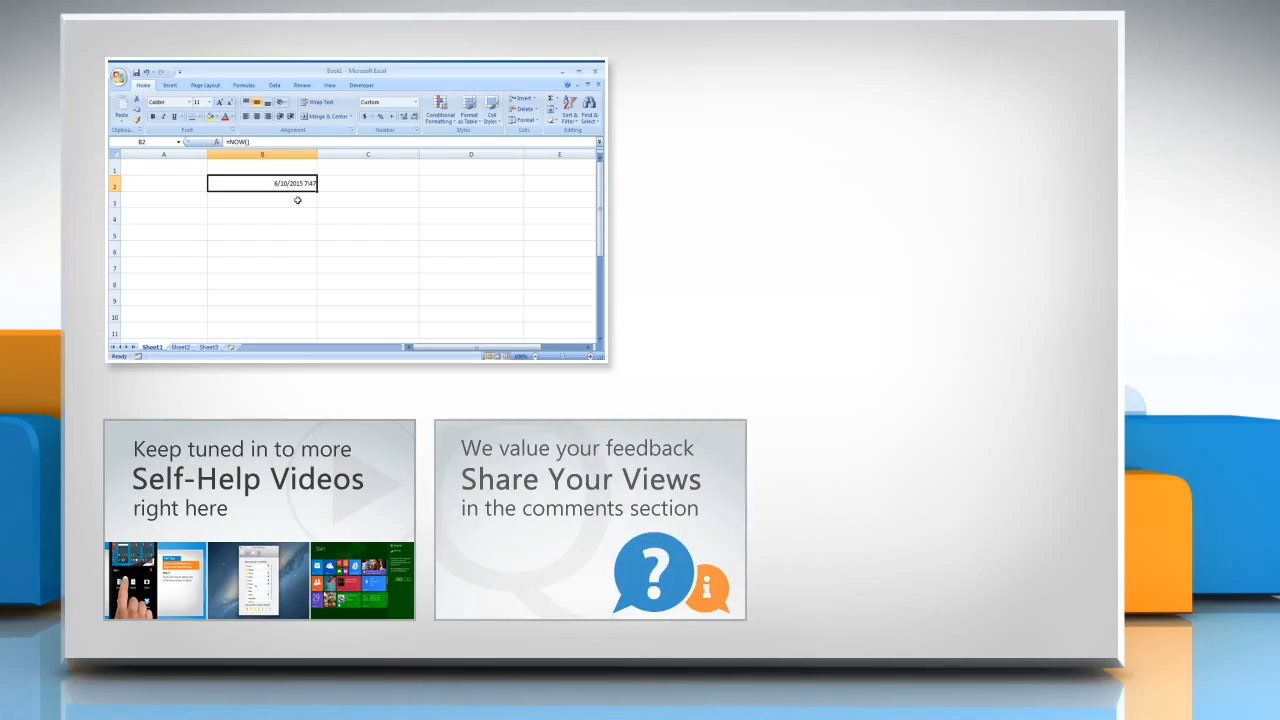 Book1 - Microsoft Excel
Home Insert Page Layout Formulas Data Review View Developer
Calibri 11 Wrap Text Custom Insert Σ
Paste Merge & Center $ % , Conditional Formatting Format as Table Cell Styles Delete Format Sort & Filter Find & Select
Clipboard Font Alignment Number Styles Cells Editing
B2 fx =NOW()
A B C D E
1
2 6/10/2015 7:47
3
4
5
6
7
8
9
10
11
Sheet1 Sheet2 Sheet3
Ready 100%
Keep tuned in to more
Self-Help Videos
right here
We value your feedback
Share Your Views
in the comments section
?
i
Start